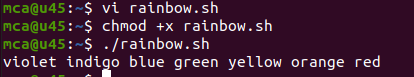 mca@u45:~$ vi rainbow.sh
mca@u45:~$ chmod +x rainbow.sh
mca@u45:~$ ./rainbow.sh
violet indigo blue green yellow orange red